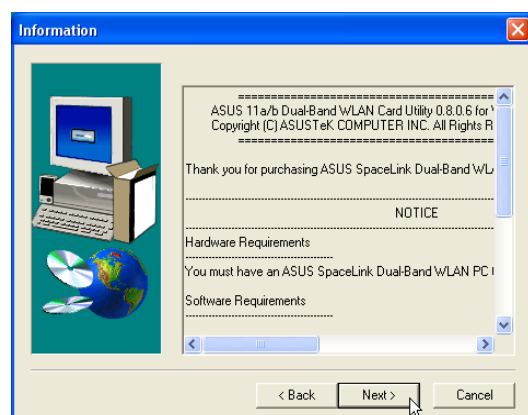 Information
===========================================
ASUS 11a/b Dual-Band WLAN Card Utility 0.8.0.6 for
Copyright (C) ASUSTeK COMPUTER INC. All Rights R
===========================================
Thank you for purchasing ASUS SpaceLink Dual-Band WL
--------------------------------------------------------------------------------
NOTICE
--------------------------------------------------------------------------------
Hardware Requirements
-------------------------------------
You must have an ASUS SpaceLink Dual-Band WLAN PC
Software Requirements
-------------------------------------
< Back
Next >
Cancel